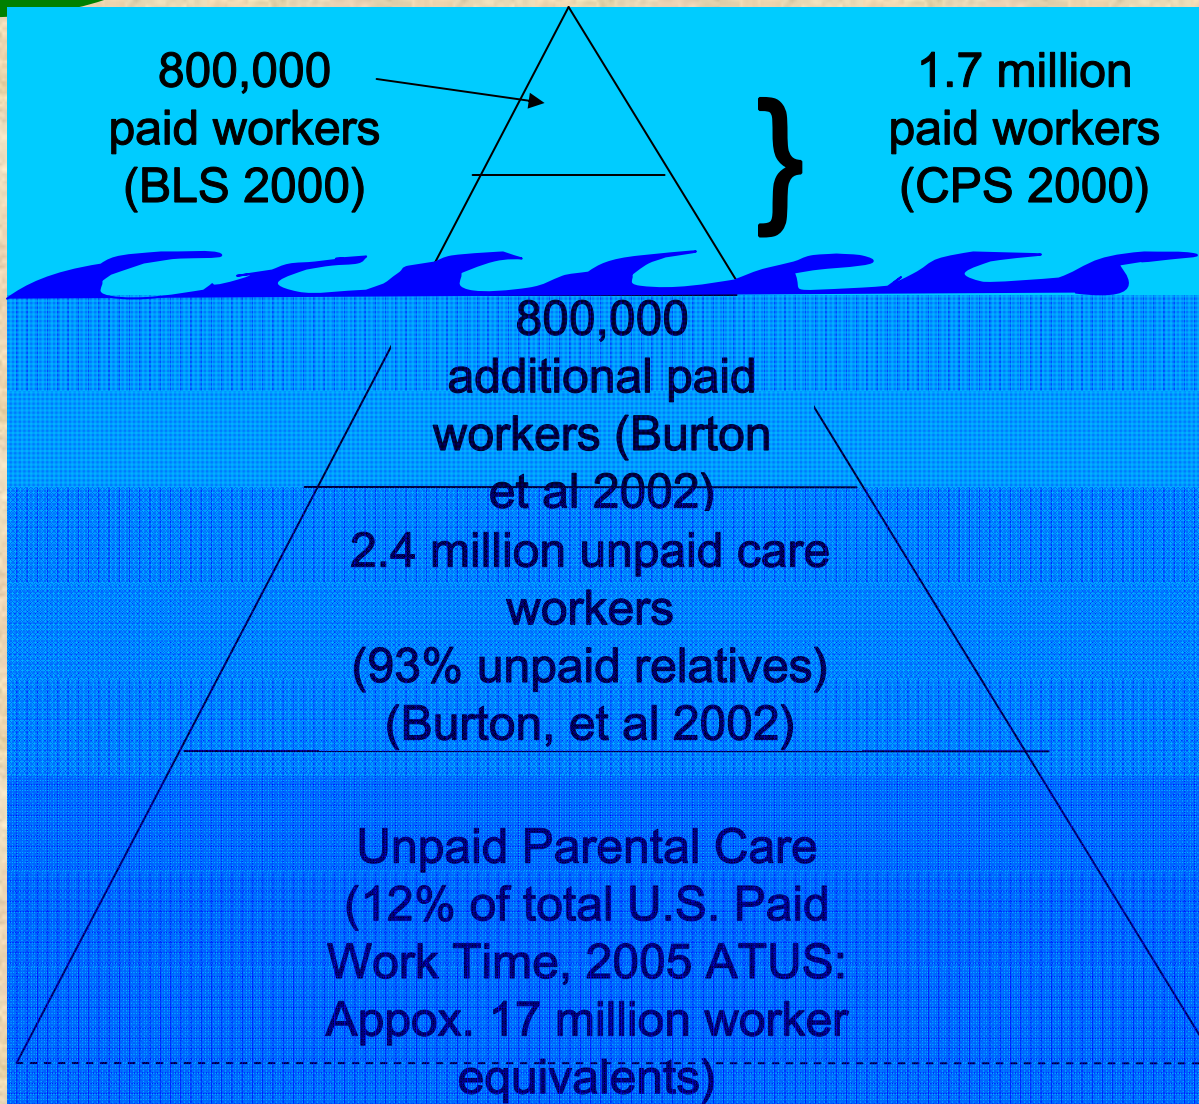 800,000
paid workers
(BLS 2000)
}
1.7 million
paid workers
(CPS 2000)
800,000
additional paid
workers (Burton
et al 2002)
2.4 million unpaid care
workers
(93% unpaid relatives)
(Burton, et al 2002)
Unpaid Parental Care
(12% of total U.S. Paid
Work Time, 2005 ATUS:
Appox. 17 million worker
equivalents)